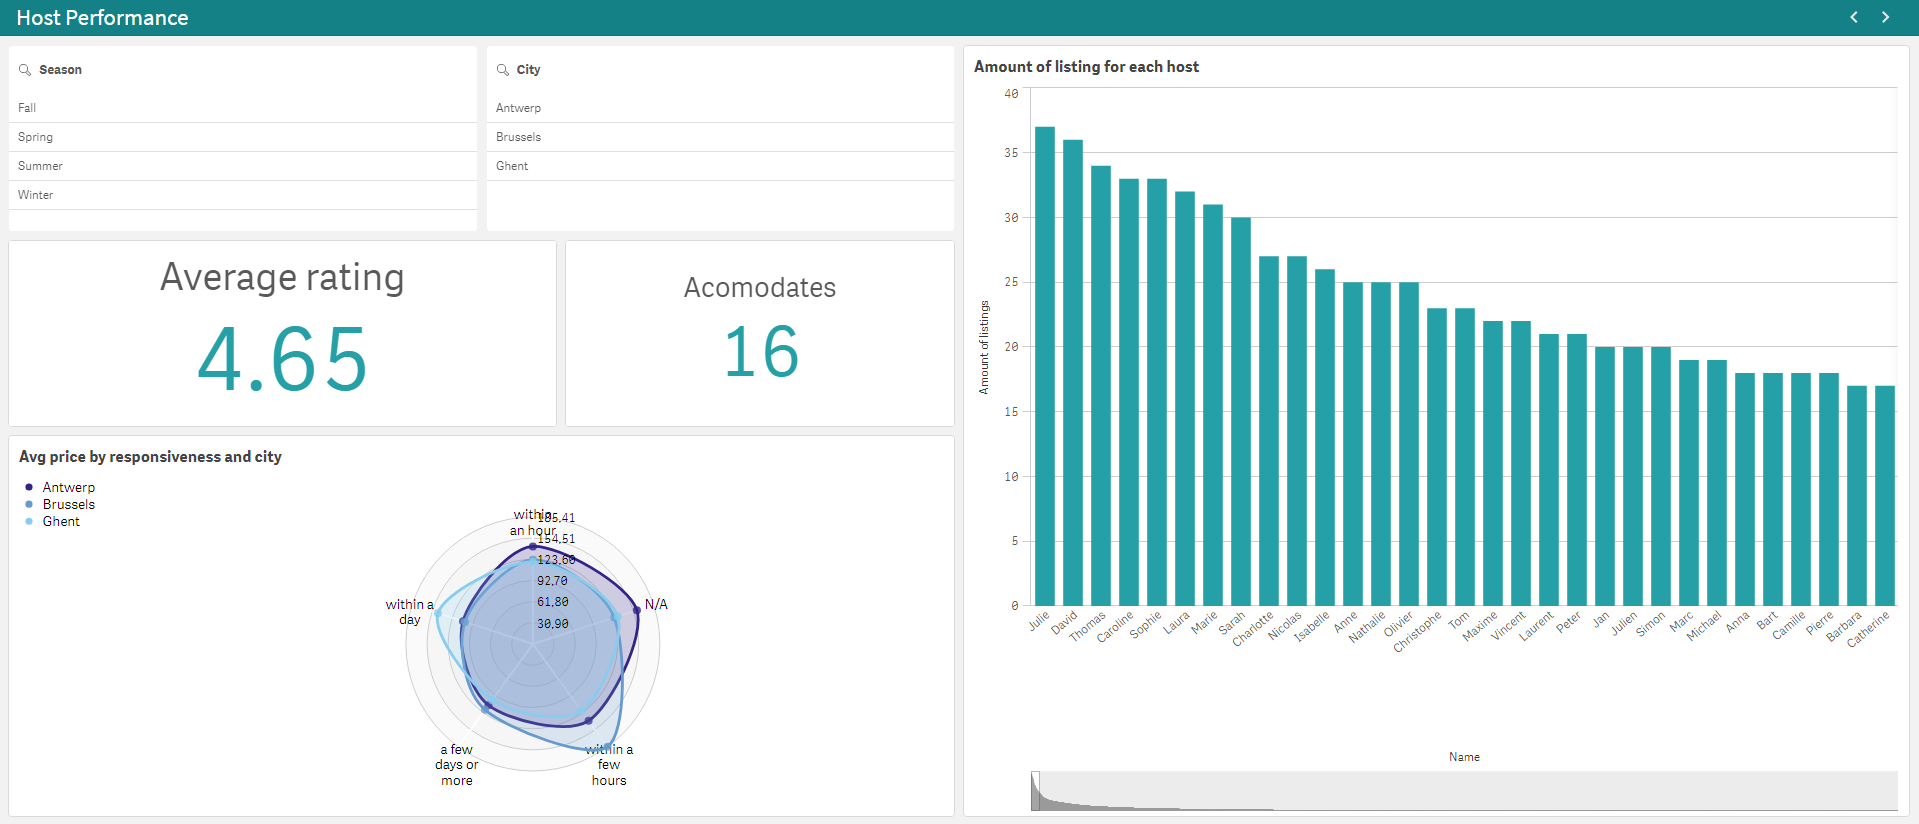 Host Performance
Season
Fall
Spring
Summer
Winter
City
Antwerp
Brussels
Ghent
Average rating
4.65
Acomodates
16
Avg price by responsiveness and city
Antwerp
Brussels
Ghent
within
an hour
185,41
154,51
123,60
92,70
61,80
30,90
N/A
within a
few
hours
a few
days or
more
within a
day
Amount of listing for each host
Amount of listings
40
35
30
25
20
15
10
5
0
Julie
David
Thomas
Caroline
Sophie
Laura
Marie
Sarah
Charlotte
Nicolas
Isabelle
Anne
Nathalie
Olivier
Christophe
Tom
Maxime
Vincent
Laurent
Peter
Jan
Julien
Simon
Marc
Michael
Anna
Bart
Camille
Pierre
Barbara
Catherine
Name